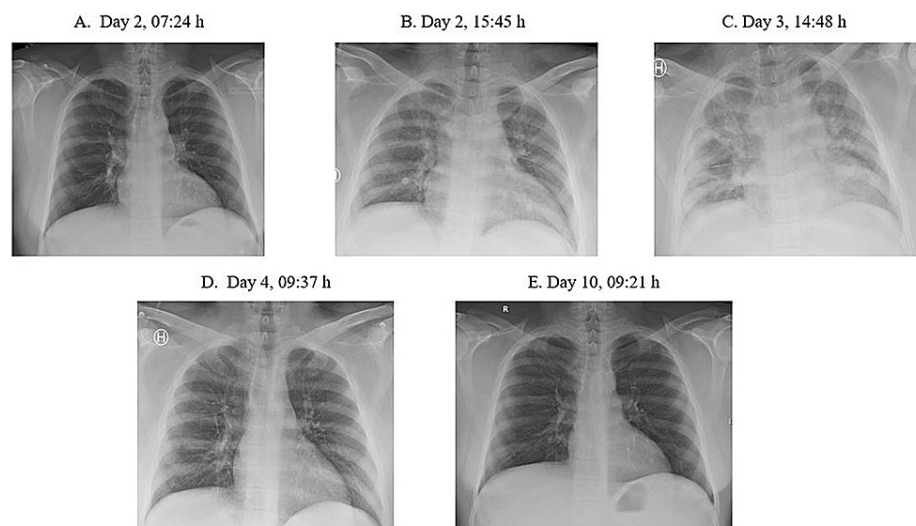 A. Day 2, 07:24 h
B. Day 2, 15:45 h
C. Day 3, 14:48 h
H
D. Day 4, 09:37 h
E. Day 10, 09:21 h
H
R